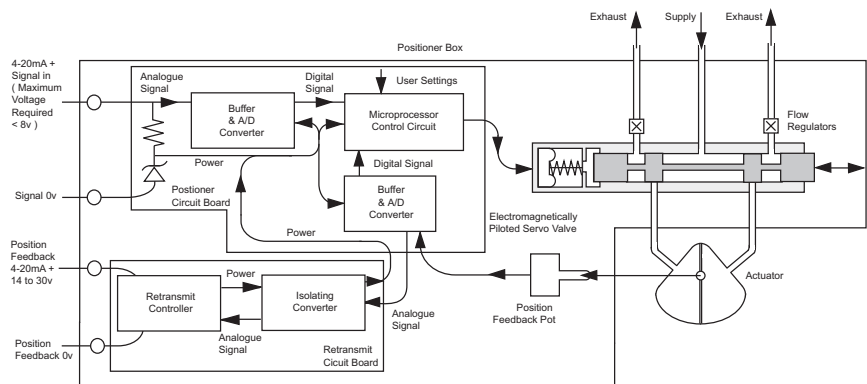 Exhaust
Supply
Exhaust
Positioner Box
4-20mA +
Signal in
( Maximum
Voltage
Required
< 8v )
Analogue
Signal
Digital
Signal
User Settings
Buffer
& A/D
Converter
Microprocessor
Control Circuit
Flow
Regulators
Power
Digital Signal
Signal 0v
Postioner
Circuit Board
Buffer
& A/D
Converter
Electromagnetically
Piloted Servo Valve
Power
Position
Feedback
4-20mA +
14 to 30v
Power
Retransmit
Controller
Isolating
Converter
Actuator
Position
Feedback Pot
Analogue
Signal
Analogue
Signal
Position
Feedback 0v
Retransmit
Cicuit Board